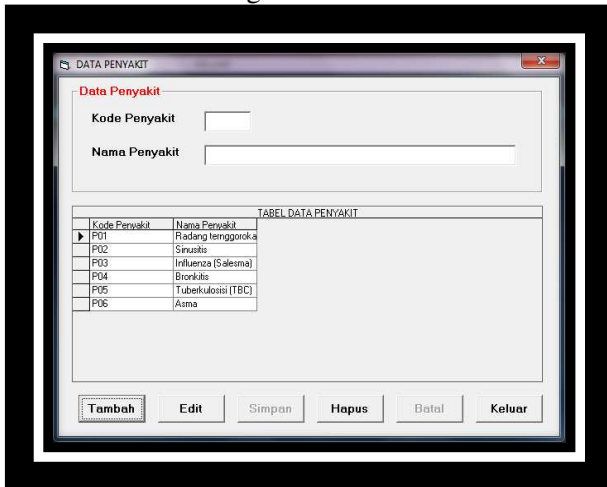 DATA PENYAKIT
Data Penyakit
Kode Penyakit
Nama Penyakit
TABEL DATA PENYAKIT
Kode Penyakit Nama Penyakit
P01 Radang ternggoroka
P02 Sinusitis
P03 Influenza (Salesma)
P04 Bronkitis
P05 Tuberkulosisi (TBC)
P06 Asma
Tambah Edit Simpan Hapus Batal Keluar